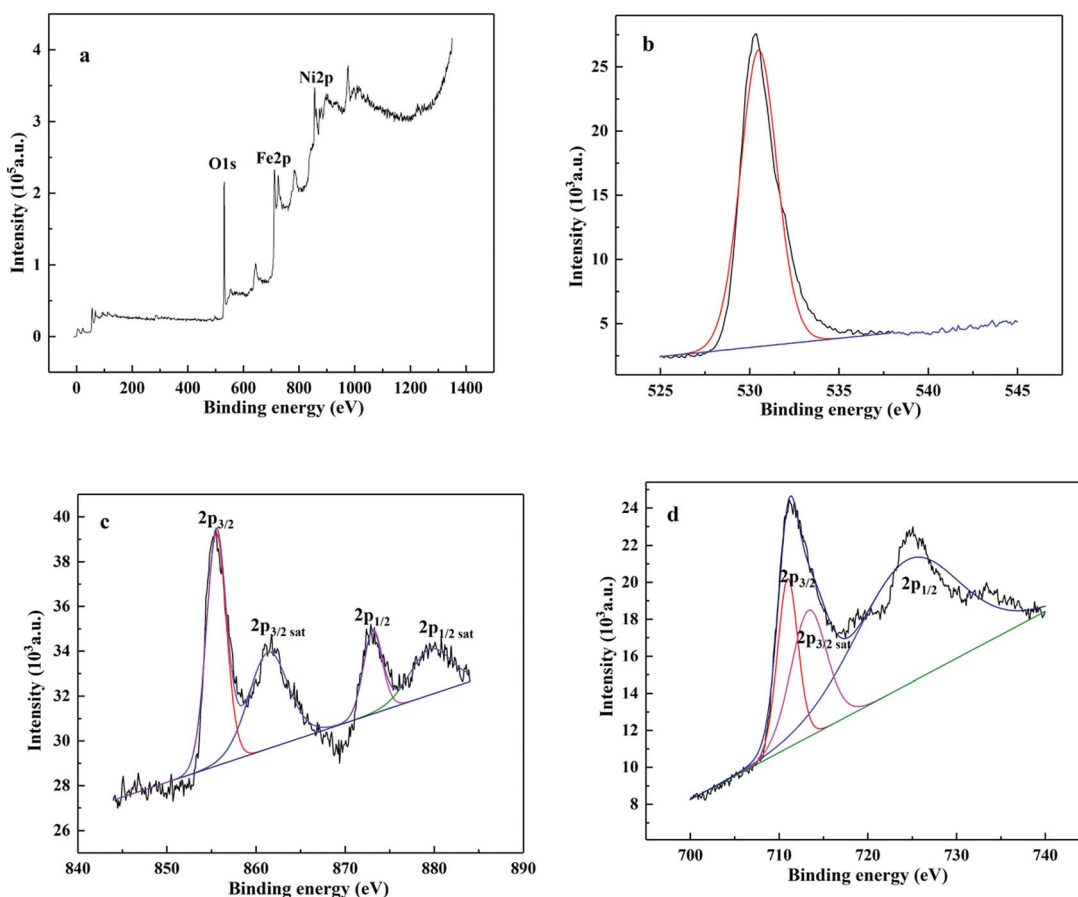 a
4
3
2
1
0
Intensity (10⁵a.u.)
O1s
Fe2p
Ni2p
0 200 400 600 800 1000 1200 1400
Binding energy (eV)
b
25
20
15
10
5
Intensity (10³a.u.)
525 530 535 540 545
Binding energy (eV)
c
40
38
36
34
32
30
28
26
Intensity (10³a.u.)
2p3/2
2p3/2 sat
2p1/2
2p1/2 sat
840 850 860 870 880 890
Binding energy (eV)
d
24
22
20
18
16
14
12
10
8
Intensity (10³a.u.)
2p3/2
2p3/2 sat
2p1/2
700 710 720 730 740
Binding energy (eV)